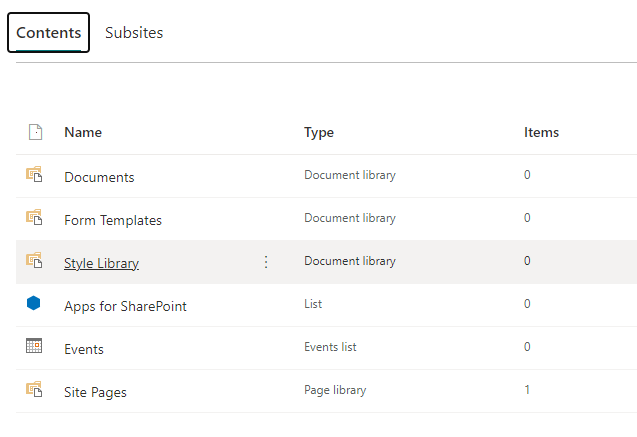 Contents Subsites
Name Type Items
Documents Document library 0
Form Templates Document library 0
Style Library Document library 0
Apps for SharePoint List 0
Events Events list 0
Site Pages Page library 1